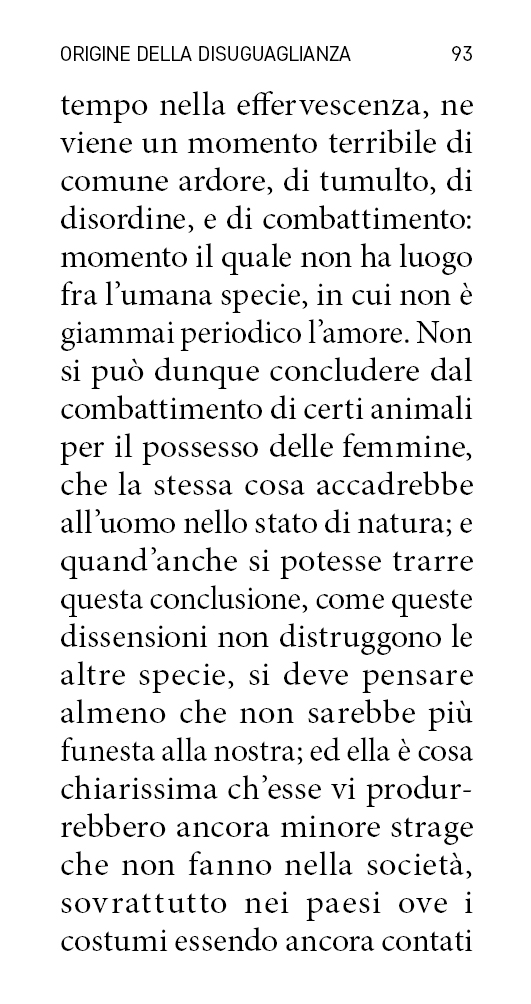 ORIGINE DELLA DISUGUAGLIANZA 93
tempo nella effervescenza, ne
viene un momento terribile di
comune ardore, di tumulto, di
disordine, e di combattimento:
momento il quale non ha luogo
fra l’umana specie, in cui non è
giammai periodico l’amore. Non
si può dunque concludere dal
combattimento di certi animali
per il possesso delle femmine,
che la stessa cosa accadrebbe
all’uomo nello stato di natura; e
quand’anche si potesse trarre
questa conclusione, come queste
dissensioni non distruggono le
altre specie, si deve pensare
almeno che non sarebbe più
funesta alla nostra; ed ella è cosa
chiarissima ch’esse vi produr-
rebbero ancora minore strage
che non fanno nella società,
sovrattutto nei paesi ove i
costumi essendo ancora contati